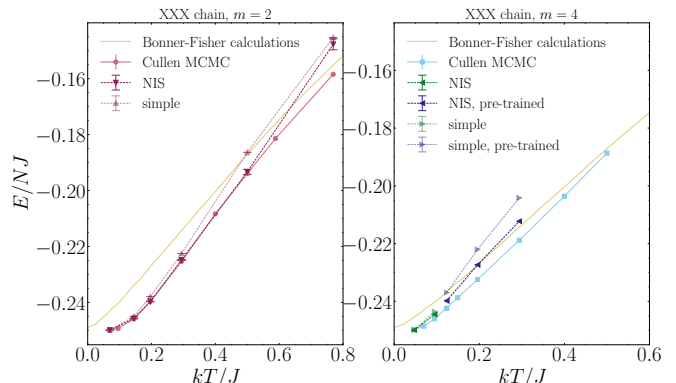 XXX chain, m = 2
Bonner-Fisher calculations
Cullen MCMC
NIS
simple
−0.16
−0.18
−0.20
−0.22
−0.24
E/NJ
0.0 0.2 0.4 0.6 0.8
kT/J
XXX chain, m = 4
Bonner-Fisher calculations
Cullen MCMC
NIS
NIS, pre-trained
simple
simple, pre-trained
−0.16
−0.18
−0.20
−0.22
−0.24
0.0 0.2 0.4 0.6
kT/J